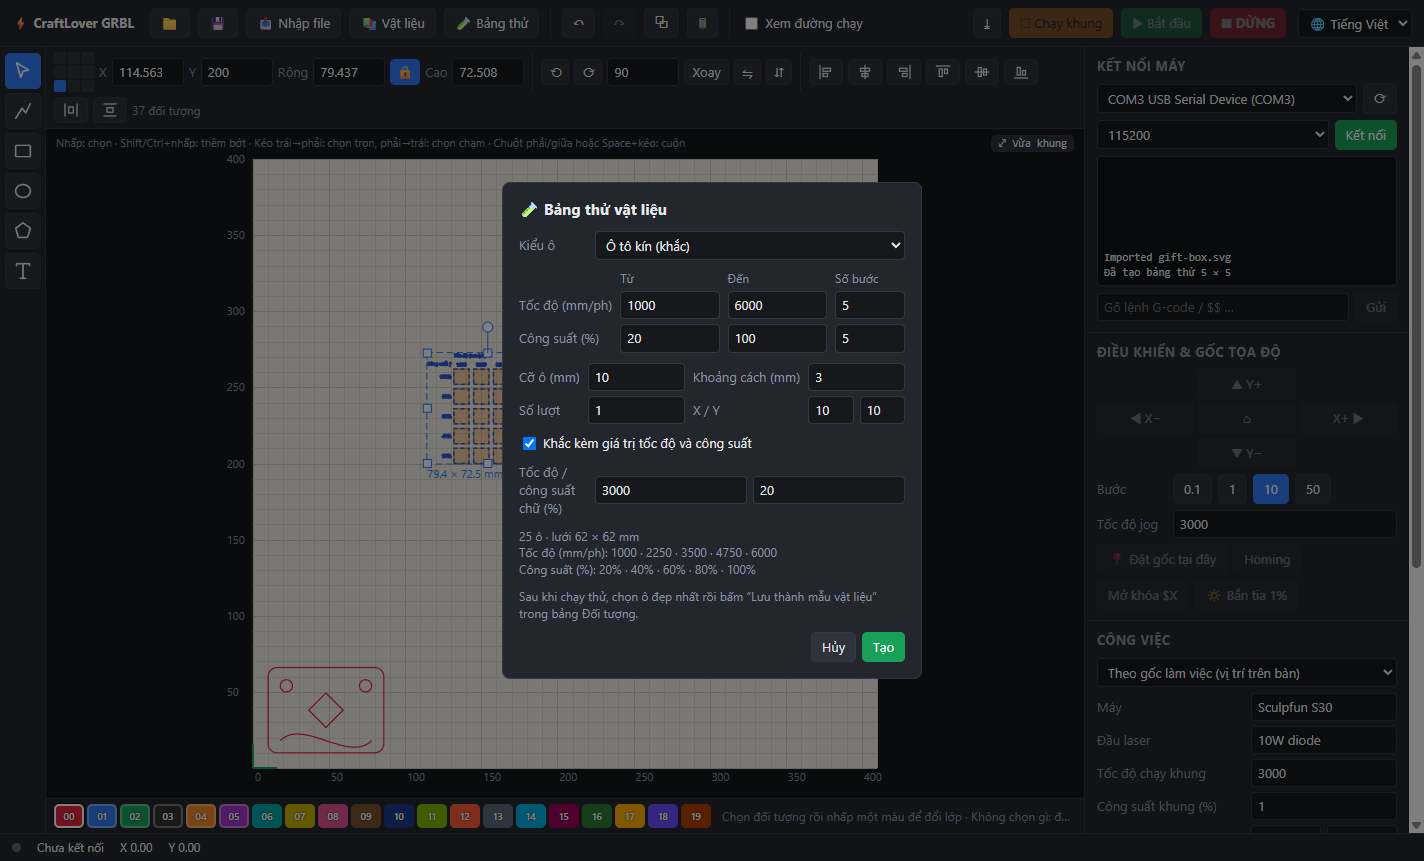 CraftLover GRBL
Nhập file
Vật liệu
Bảng thử
Xem đường chạy
Chạy khung
Bắt đầu
DỪNG
Tiếng Việt
X 114.563 Y 200 Rộng 79.437 Cao 72.508 90 Xoay
37 đối tượng
Nhấp: chọn · Shift/Ctrl+nhấp: thêm bớt · Kéo trái→phải: chọn trọn, phải→trái: chọn chạm · Chuột phải/giữa hoặc Space+kéo: cuộn
Vừa khung
400
350
300
250
200
150
100
50
0 50 100 150 200 250 300 350 400
79.4 × 72.5 mm
Bảng thử vật liệu
Kiểu ô Ô tô kín (khắc)
Từ Đến Số bước
Tốc độ (mm/ph) 1000 6000 5
Công suất (%) 20 100 5
Cỡ ô (mm) 10 Khoảng cách (mm) 3
Số lượt 1 X / Y 10 10
Khắc kèm giá trị tốc độ và công suất
Tốc độ /
công suất
chữ (%)
3000 20
25 ô · lưới 62 × 62 mm
Tốc độ (mm/ph): 1000 · 2250 · 3500 · 4750 · 6000
Công suất (%): 20% · 40% · 60% · 80% · 100%
Sau khi chạy thử, chọn ô đẹp nhất rồi bấm “Lưu thành mẫu vật liệu”
trong bảng Đối tượng.
Hủy Tạo
KẾT NỐI MÁY
COM3 USB Serial Device (COM3)
115200 Kết nối
Imported gift-box.svg
Đã tạo bảng thử 5 × 5
Gõ lệnh G-code / $$ ... Gửi
ĐIỀU KHIỂN & GỐC TỌA ĐỘ
▲ Y+
◀ X− ⌂ X+ ▶
▼ Y−
Bước 0.1 1 10 50
Tốc độ jog 3000
Đặt gốc tại đây Homing
Mở khóa $X Bắn tia 1%
CÔNG VIỆC
Theo gốc làm việc (vị trí trên bàn)
Máy Sculpfun S30
Đầu laser 10W diode
Tốc độ chạy khung 3000
Công suất khung (%) 1
00 01 02 03 04 05 06 07 08 09 10 11 12 13 14 15 16 17 18 19
Chọn đối tượng rồi nhấp một màu để đổi lớp · Không chọn gì: đ...
Chưa kết nối X 0.00 Y 0.00